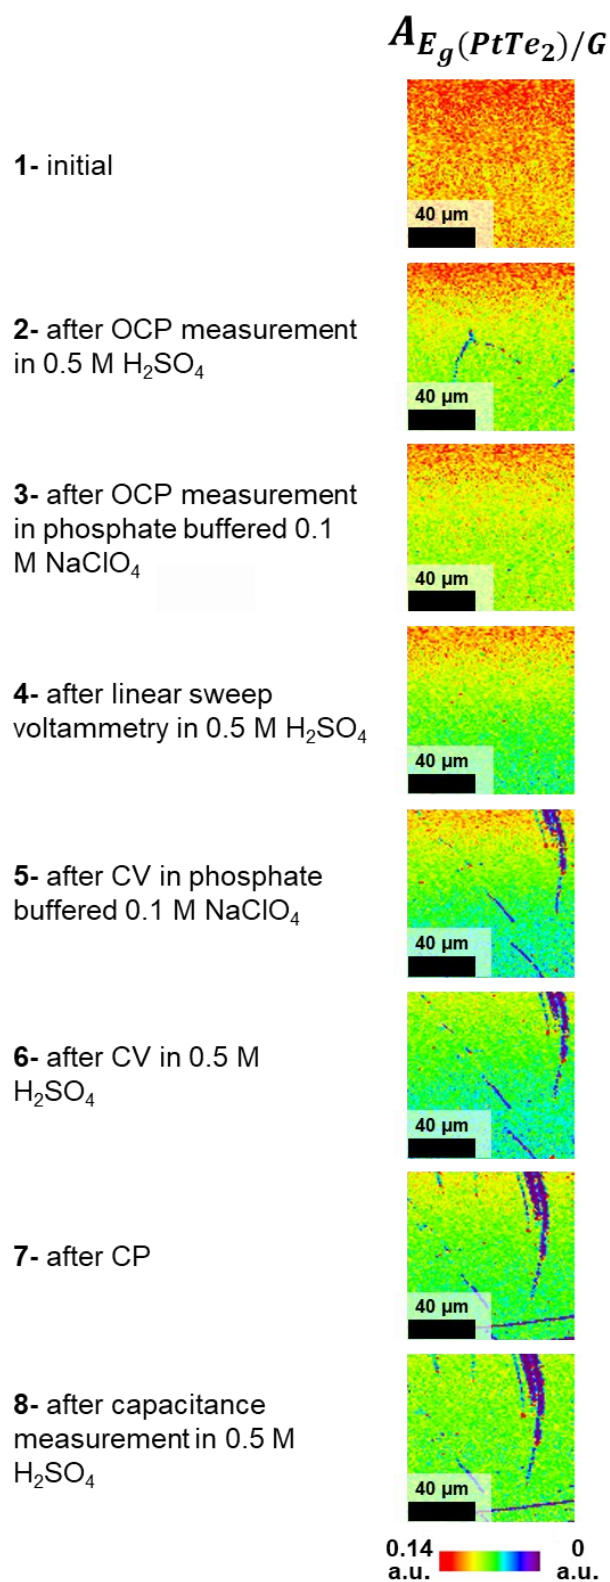 A_{E_g(PtTe_2)/G}
1- initial
40 µm
2- after OCP measurement
in 0.5 M H₂SO₄
40 µm
3- after OCP measurement
in phosphate buffered 0.1
M NaClO₄
40 µm
4- after linear sweep
voltammetry in 0.5 M H₂SO₄
40 µm
5- after CV in phosphate
buffered 0.1 M NaClO₄
40 µm
6- after CV in 0.5 M
H₂SO₄
40 µm
7- after CP
40 µm
8- after capacitance
measurement in 0.5 M
H₂SO₄
40 µm
0.14 0
a.u. a.u.